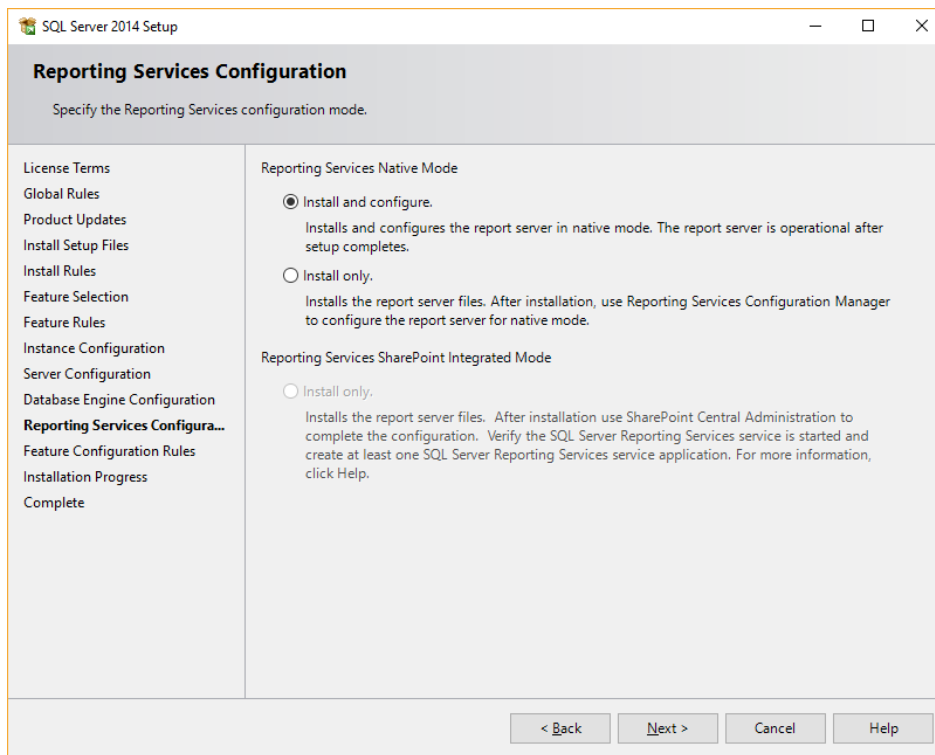 SQL Server 2014 Setup
Reporting Services Configuration
Specify the Reporting Services configuration mode.
License Terms
Global Rules
Product Updates
Install Setup Files
Install Rules
Feature Selection
Feature Rules
Instance Configuration
Server Configuration
Database Engine Configuration
Reporting Services Configura...
Feature Configuration Rules
Installation Progress
Complete
Reporting Services Native Mode
Install and configure.
Installs and configures the report server in native mode. The report server is operational after
setup completes.
Install only.
Installs the report server files. After installation, use Reporting Services Configuration Manager
to configure the report server for native mode.
Reporting Services SharePoint Integrated Mode
Install only.
Installs the report server files.  After installation use SharePoint Central Administration to
complete the configuration.  Verify the SQL Server Reporting Services service is started and
create at least one SQL Server Reporting Services service application. For more information,
click Help.
< Back
Next >
Cancel
Help